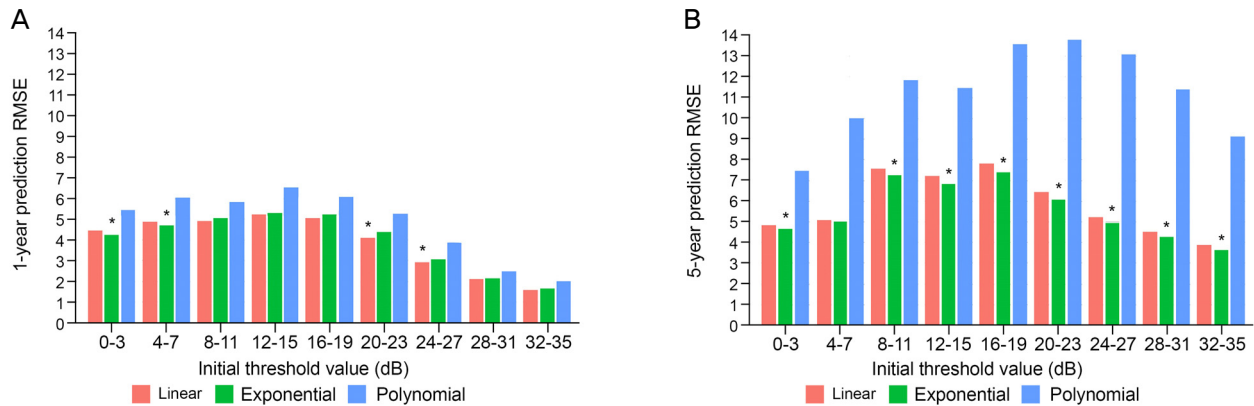 A
1-year prediction RMSE
14
13
12
11
10
9
8
7
6
5
4
3
2
1
0
* * * *
0-3 4-7 8-11 12-15 16-19 20-23 24-27 28-31 32-35
Initial threshold value (dB)
Linear Exponential Polynomial
B
5-year prediction RMSE
14
13
12
11
10
9
8
7
6
5
4
3
2
1
0
* * * * * * * *
0-3 4-7 8-11 12-15 16-19 20-23 24-27 28-31 32-35
Initial threshold value (dB)
Linear Exponential Polynomial